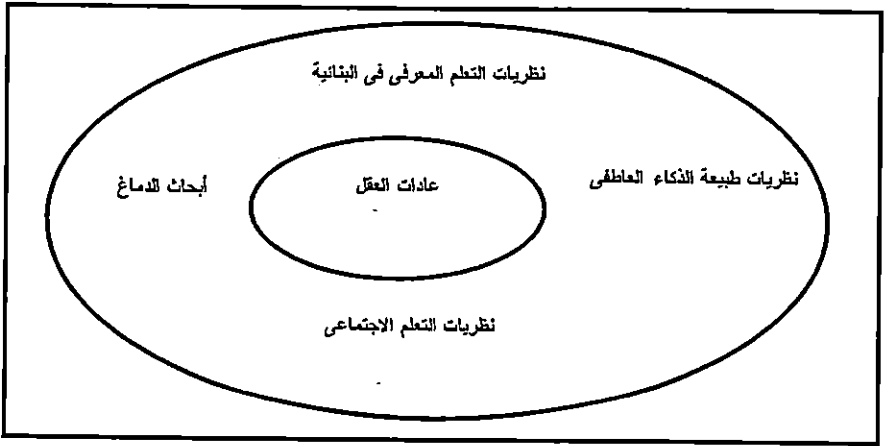 نظريات التعلم المعرفى فى البنائية
نظريات طبيعة الذكاء العاطفى
عادات العقل
أبحاث الدماغ
نظريات التعلم الاجتماعى